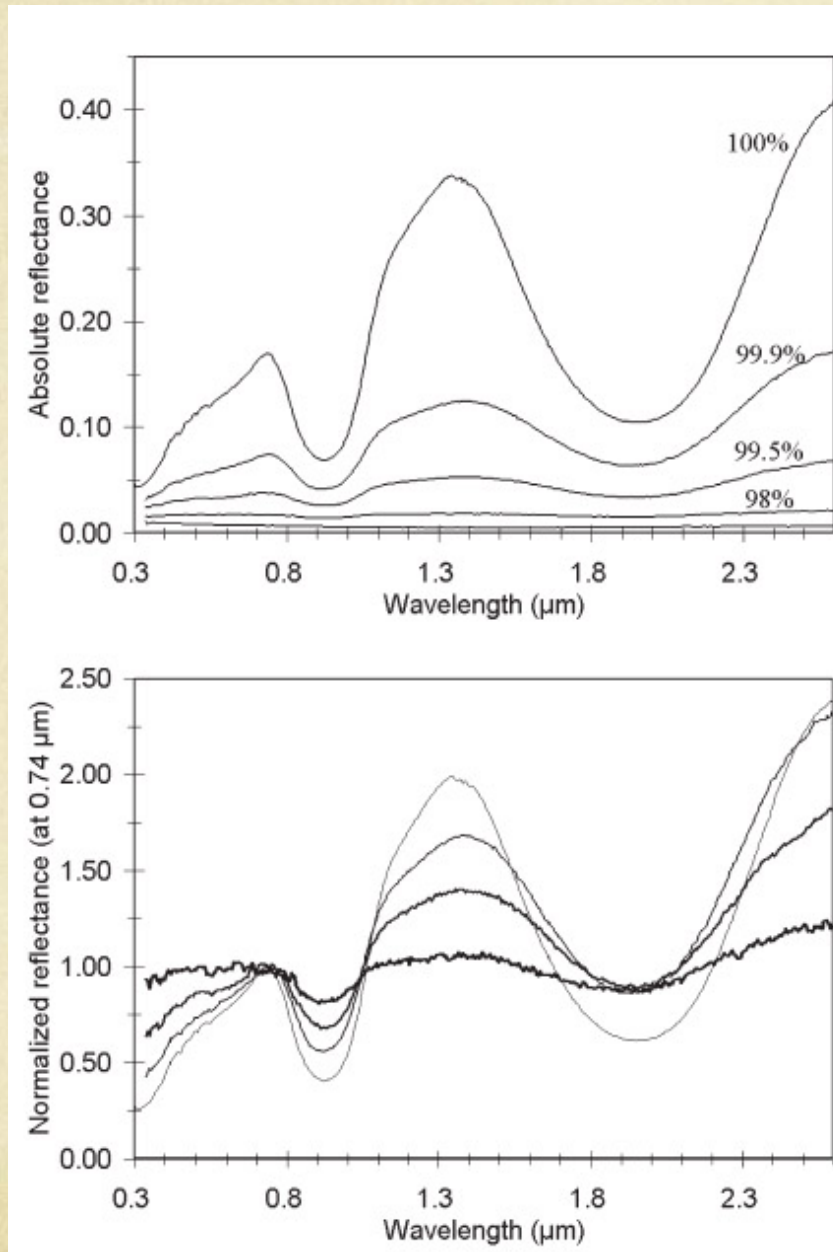 Absolute reflectance
0.40
0.30
0.20
0.10
0.00
100%
99.9%
99.5%
98%
0.3 0.8 1.3 1.8 2.3
Wavelength (µm)
Normalized reflectance (at 0.74 µm)
2.50
2.00
1.50
1.00
0.50
0.00
0.3 0.8 1.3 1.8 2.3
Wavelength (µm)